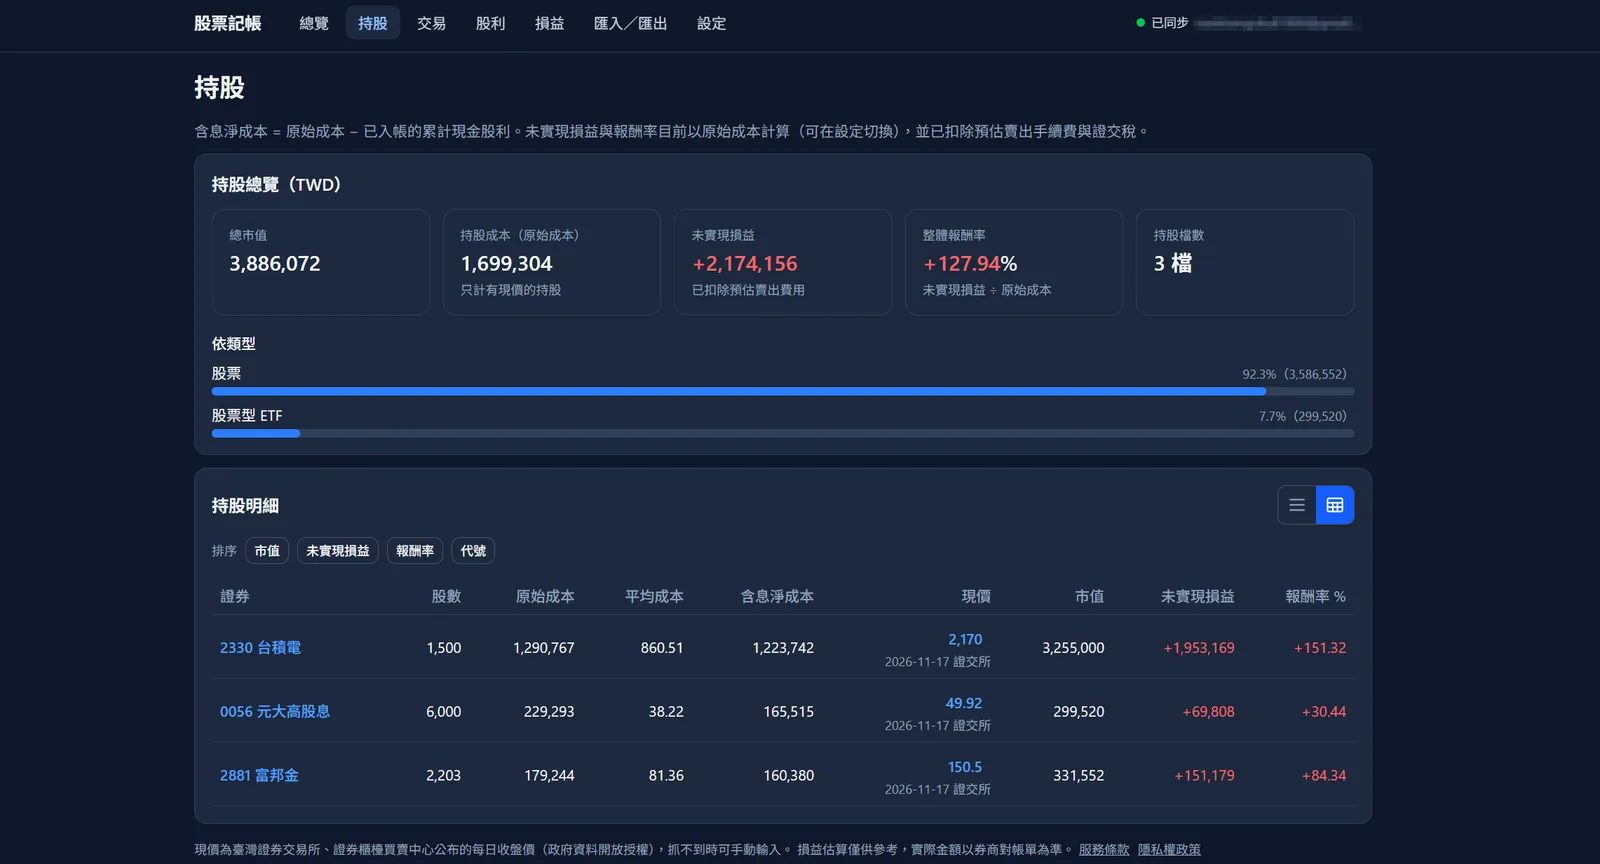 股票記帳 總覽 持股 交易 股利 損益 匯入／匯出 設定 已同步
持股
含息淨成本 = 原始成本 − 已入帳的累計現金股利。未實現損益與報酬率目前以原始成本計算（可在設定切換），並已扣除預估賣出手續費與證交稅。
持股總覽（TWD）
總市值
3,886,072
持股成本（原始成本）
1,699,304
只計有現價的持股
未實現損益
+2,174,156
已扣除預估賣出費用
整體報酬率
+127.94%
未實現損益 ÷ 原始成本
持股檔數
3 檔
依類型
股票 92.3%（3,586,552）
股票型 ETF 7.7%（299,520）
持股明細
排序 市值 未實現損益 報酬率 代號
證券 股數 原始成本 平均成本 含息淨成本 現價 市值 未實現損益 報酬率 %
2330 台積電 1,500 1,290,767 860.51 1,223,742 2,170 3,255,000 +1,953,169 +151.32
2026-11-17 證交所
0056 元大高股息 6,000 229,293 38.22 165,515 49.92 299,520 +69,808 +30.44
2026-11-17 證交所
2881 富邦金 2,203 179,244 81.36 160,380 150.5 331,552 +151,179 +84.34
2026-11-17 證交所
現價為臺灣證券交易所、證券櫃檯買賣中心公布的每日收盤價（政府資料開放授權），抓不到時可手動輸入。 損益估算僅供參考，實際金額以券商對帳單為準。 服務條款 隱私權政策